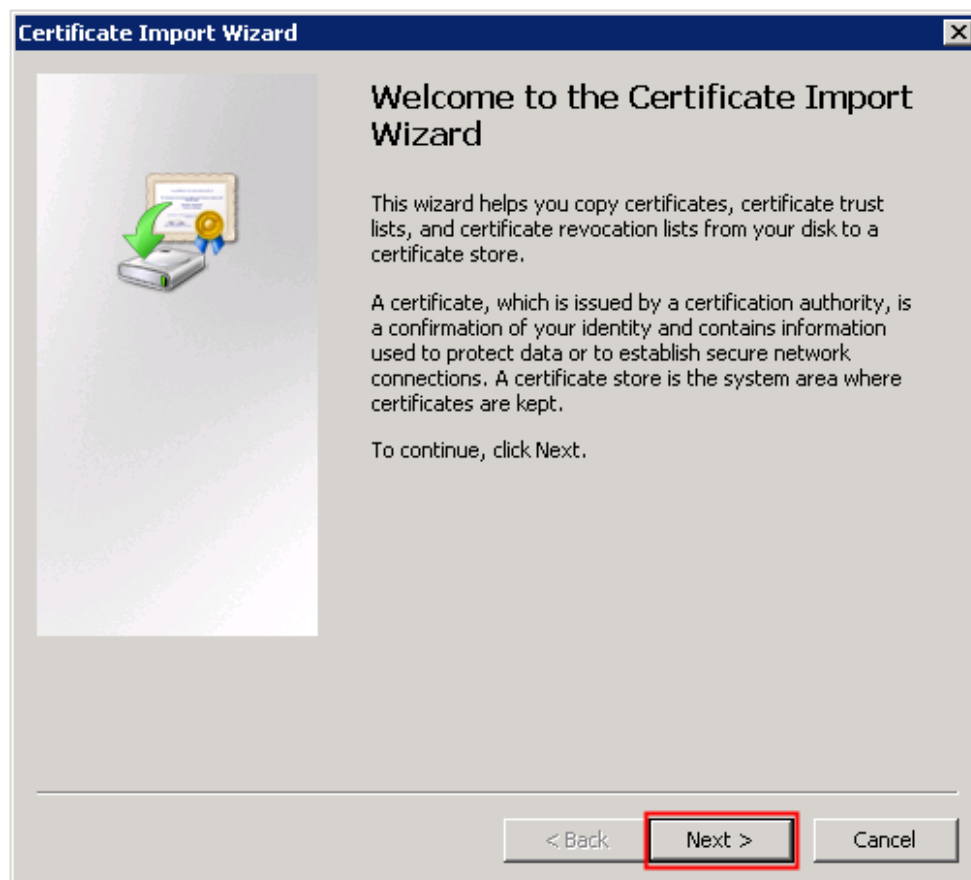 Certificate Import Wizard
Welcome to the Certificate Import
Wizard
This wizard helps you copy certificates, certificate trust
lists, and certificate revocation lists from your disk to a
certificate store.
A certificate, which is issued by a certification authority, is
a confirmation of your identity and contains information
used to protect data or to establish secure network
connections. A certificate store is the system area where
certificates are kept.
To continue, click Next.
< Back
Next >
Cancel